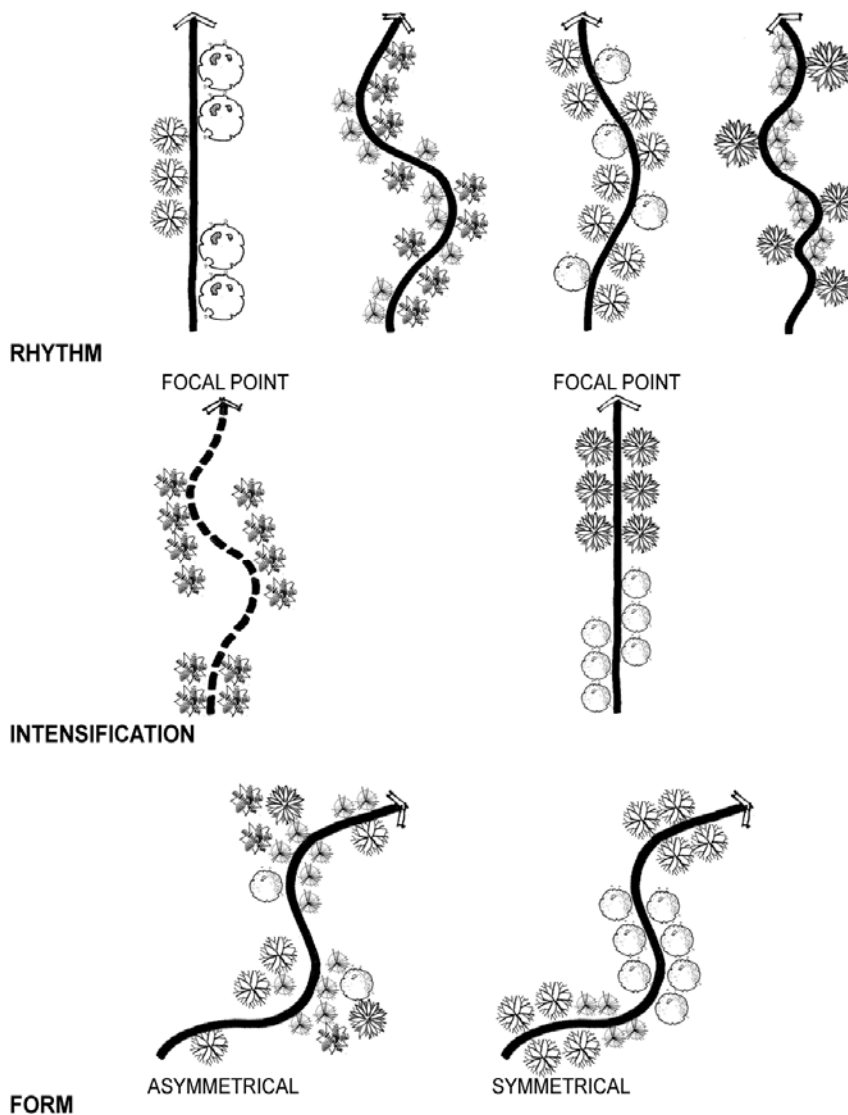 RHYTHM
FOCAL POINT
FOCAL POINT
INTENSIFICATION
ASYMMETRICAL
SYMMETRICAL
FORM